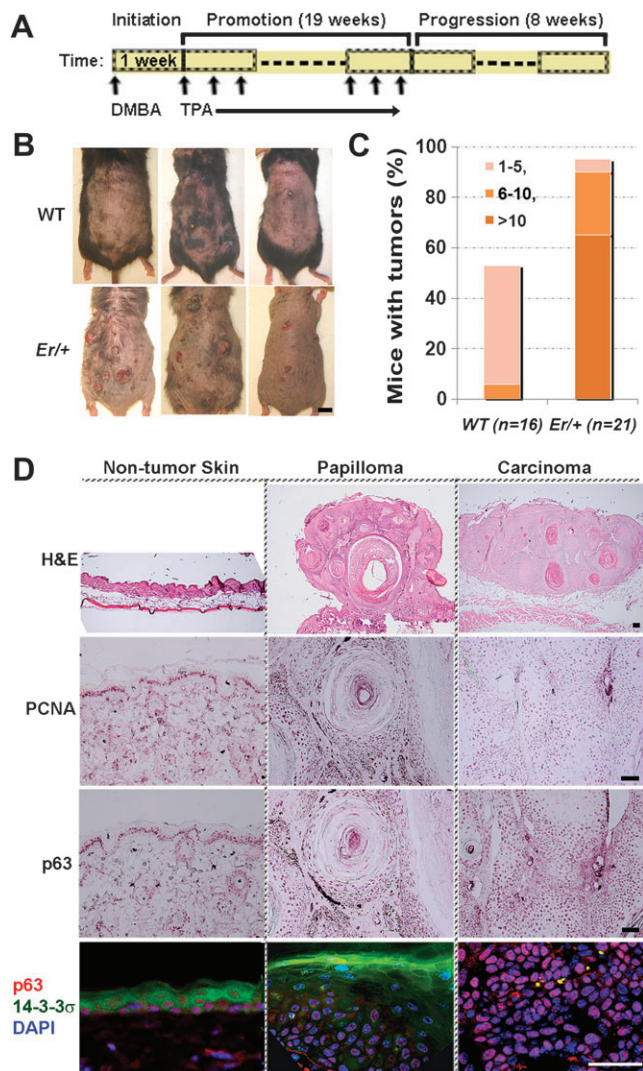 A
Initiation Promotion (19 weeks) Progression (8 weeks)
Time: 1 week
DMBA TPA
B
WT
Er/+
C
Mice with tumors (%)
100
80
60
40
20
0
1-5,
6-10,
>10
WT (n=16) Er/+ (n=21)
D
Non-tumor Skin Papilloma Carcinoma
H&E
PCNA
p63
p63
14-3-3σ
DAPI